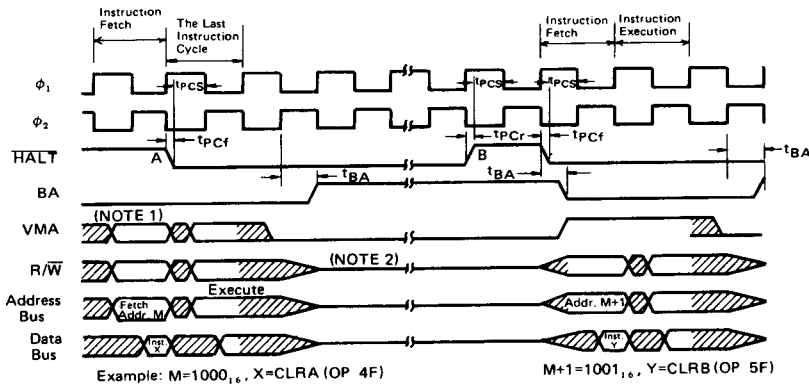 Instruction Fetch
The Last Instruction Cycle
Instruction Fetch
Instruction Execution
φ1
tPCS
tPCS
tPCS
φ2
tPCf
tPCr
tPCf
HALT
A
B
tBA
BA
tBA
tBA
VMA
(NOTE 1)
R/W
(NOTE 2)
Execute
Address Bus
Fetch Addr. M
Addr. M+1
Data Bus
Inst. X
Inst. Y
Example: M=1000₁₆, X=CLRA (OP 4F)
M+1=1001₁₆, Y=CLRB (OP 5F)